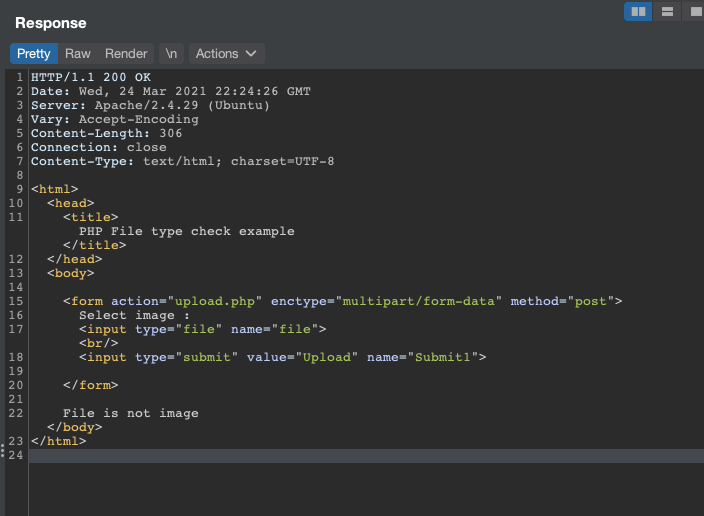 Response
Pretty Raw Render \n Actions
1 HTTP/1.1 200 OK
2 Date: Wed, 24 Mar 2021 22:24:26 GMT
3 Server: Apache/2.4.29 (Ubuntu)
4 Vary: Accept-Encoding
5 Content-Length: 306
6 Connection: close
7 Content-Type: text/html; charset=UTF-8
8
9 <html>
10   <head>
11     <title>
       PHP File type check example
     </title>
12   </head>
13   <body>
14
15     <form action="upload.php" enctype="multipart/form-data" method="post">
16       Select image :
17       <input type="file" name="file">
       <br/>
18       <input type="submit" value="Upload" name="Submit1">
19
20     </form>
21
22     File is not image
   </body>
23 </html>
24